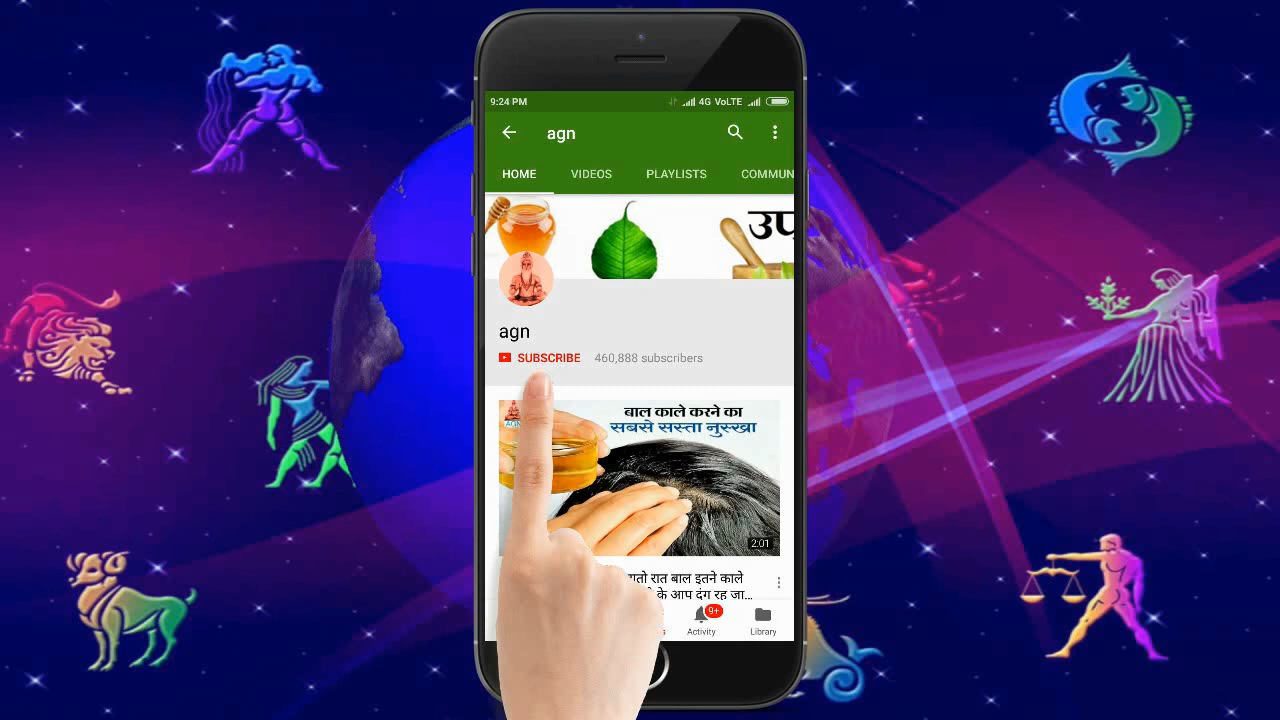 9:24 PM
4G VoLTE
agn
HOME
VIDEOS
PLAYLISTS
COMMUN
उप
agn
SUBSCRIBE
460,888 subscribers
AGN
बाल काले करने का
सबसे सस्ता नुस्खा
2:01
रातो रात बाल इतने काले
के आप दंग रह जा...
9+
Activity
Library